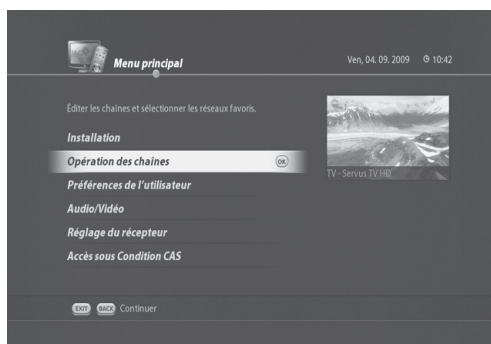 Menu principal
Ven, 04. 09. 2009 10:42
Éditer les chaînes et sélectionner les réseaux favoris.
Installation
Opération des chaînes OK
Préférences de l'utilisateur
Audio/Vidéo
Réglage du récepteur
Accès sous Condition CAS
TV - Servus TV HD
EXIT BACK Continuer